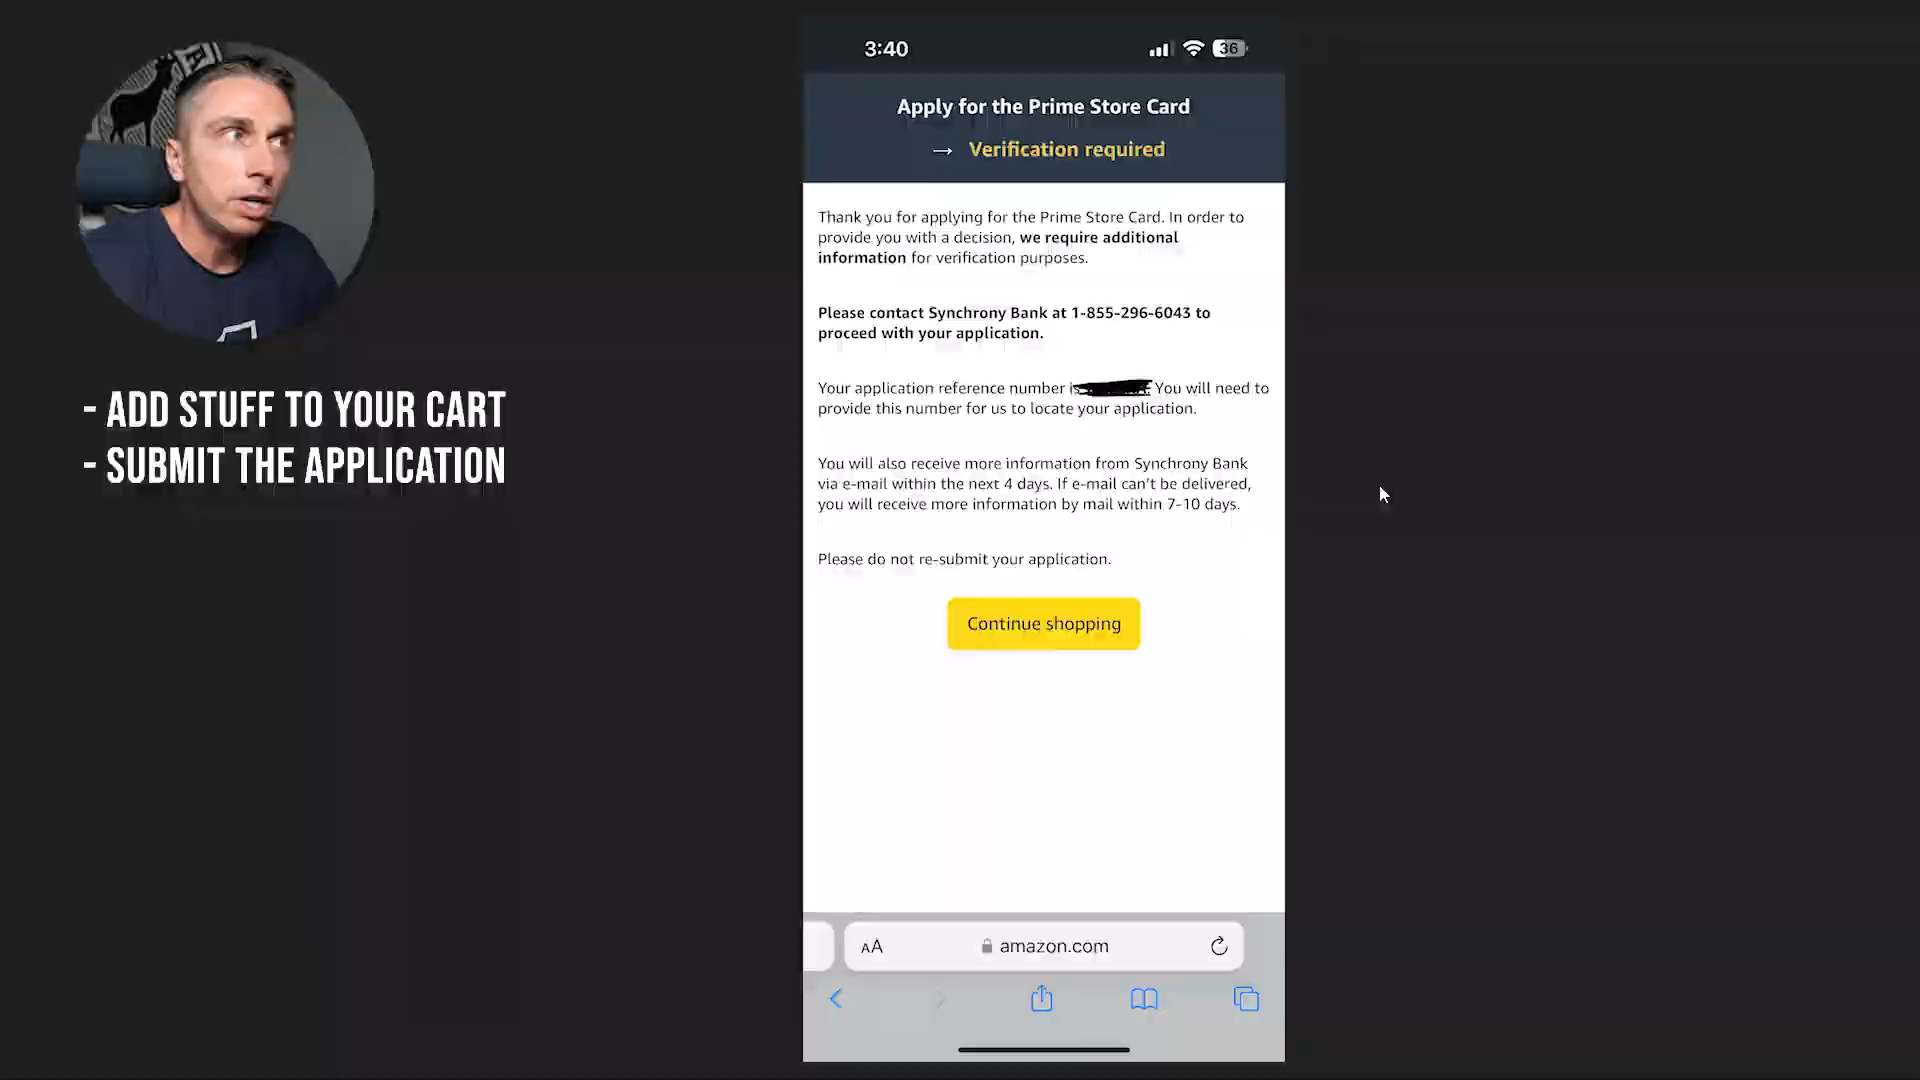 3:40
36
Apply for the Prime Store Card
→ Verification required
Thank you for applying for the Prime Store Card. In order to
provide you with a decision, we require additional
information for verification purposes.
Please contact Synchrony Bank at 1-855-296-6043 to
proceed with your application.
Your application reference number is You will need to
provide this number for us to locate your application.
You will also receive more information from Synchrony Bank
via e-mail within the next 4 days. If e-mail can't be delivered,
you will receive more information by mail within 7-10 days.
Please do not re-submit your application.
Continue shopping
AA amazon.com
- ADD STUFF TO YOUR CART
- SUBMIT THE APPLICATION